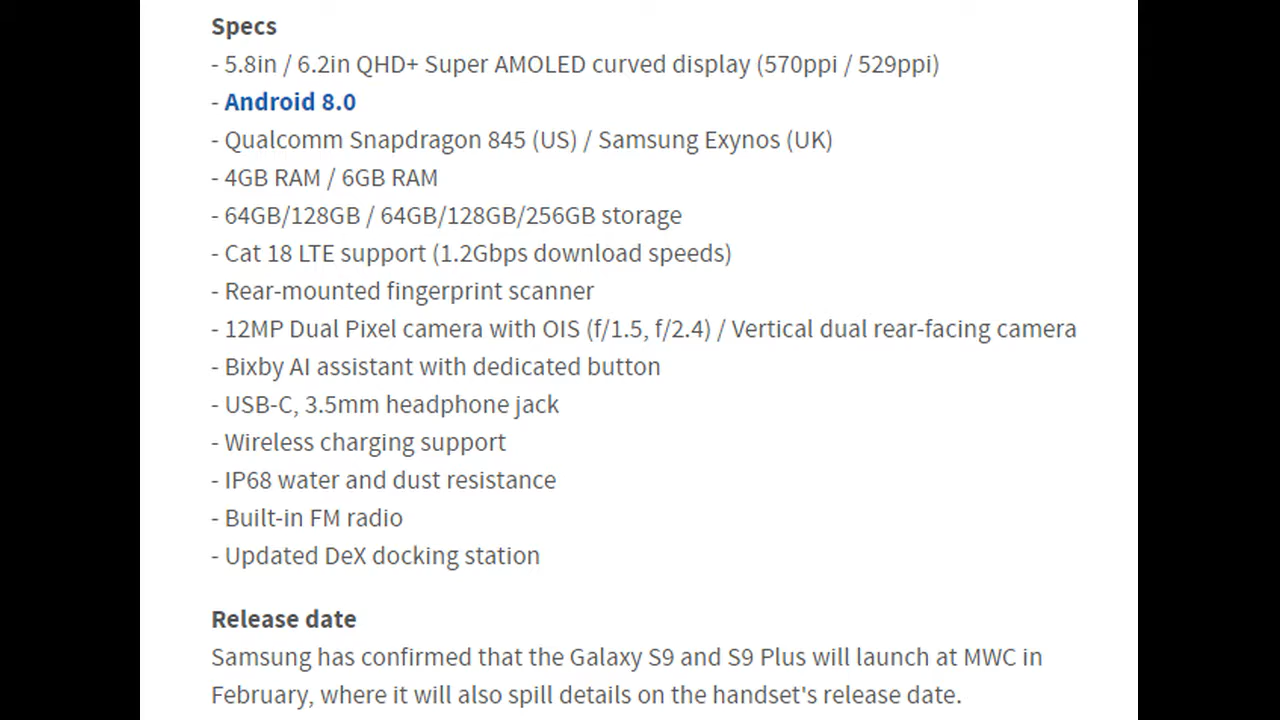 Specs
- 5.8in / 6.2in QHD+ Super AMOLED curved display (570ppi / 529ppi)
- Android 8.0
- Qualcomm Snapdragon 845 (US) / Samsung Exynos (UK)
- 4GB RAM / 6GB RAM
- 64GB/128GB / 64GB/128GB/256GB storage
- Cat 18 LTE support (1.2Gbps download speeds)
- Rear-mounted fingerprint scanner
- 12MP Dual Pixel camera with OIS (f/1.5, f/2.4) / Vertical dual rear-facing camera
- Bixby AI assistant with dedicated button
- USB-C, 3.5mm headphone jack
- Wireless charging support
- IP68 water and dust resistance
- Built-in FM radio
- Updated DeX docking station
Release date
Samsung has confirmed that the Galaxy S9 and S9 Plus will launch at MWC in
February, where it will also spill details on the handset's release date.